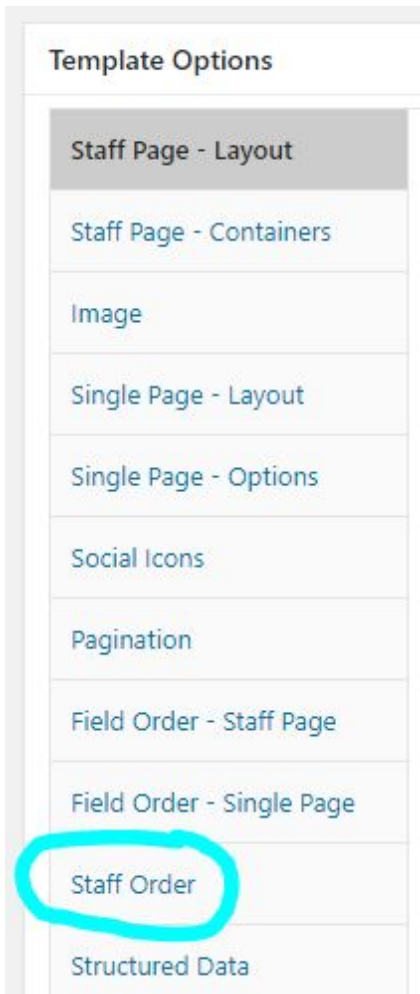 Template Options
Staff Page - Layout
Staff Page - Containers
Image
Single Page - Layout
Single Page - Options
Social Icons
Pagination
Field Order - Staff Page
Field Order - Single Page
Staff Order
Structured Data